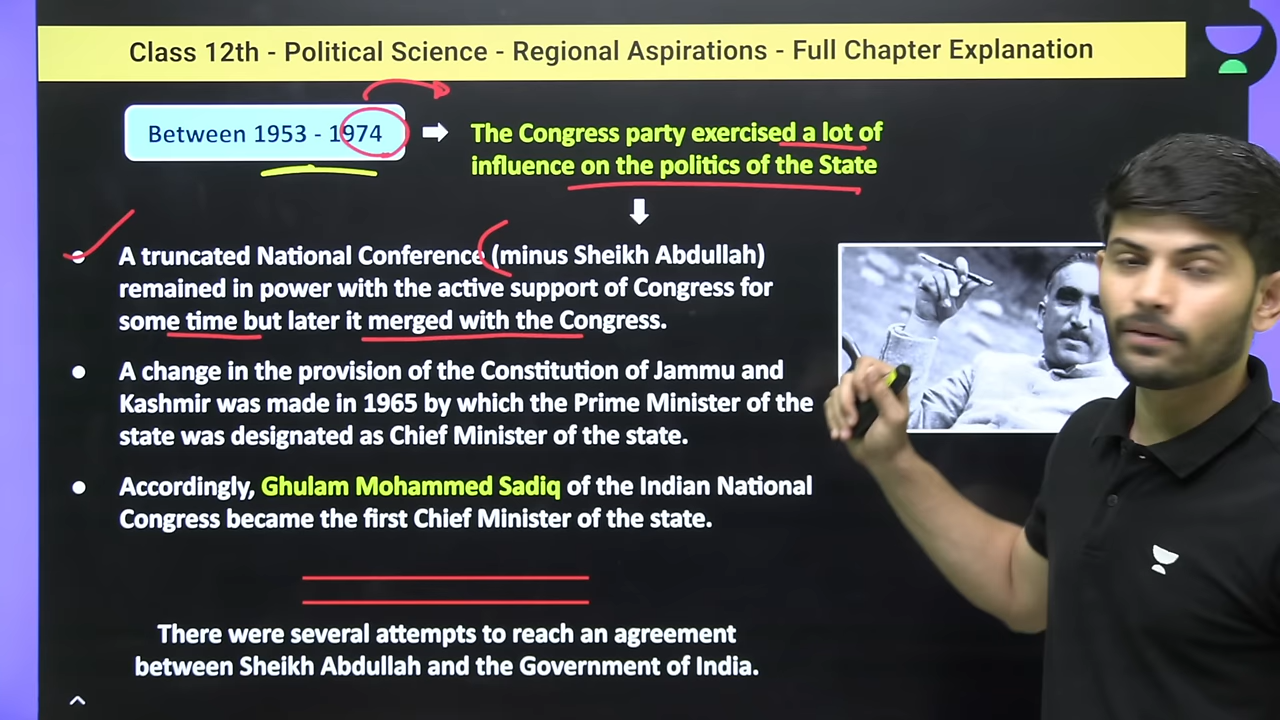 Class 12th - Political Science - Regional Aspirations - Full Chapter Explanation
Between 1953 - 1974
The Congress party exercised a lot of
influence on the politics of the State
A truncated National Conference (minus Sheikh Abdullah)
remained in power with the active support of Congress for
some time but later it merged with the Congress.
A change in the provision of the Constitution of Jammu and
Kashmir was made in 1965 by which the Prime Minister of the
state was designated as Chief Minister of the state.
Accordingly, Ghulam Mohammed Sadiq of the Indian National
Congress became the first Chief Minister of the state.
There were several attempts to reach an agreement
between Sheikh Abdullah and the Government of India.